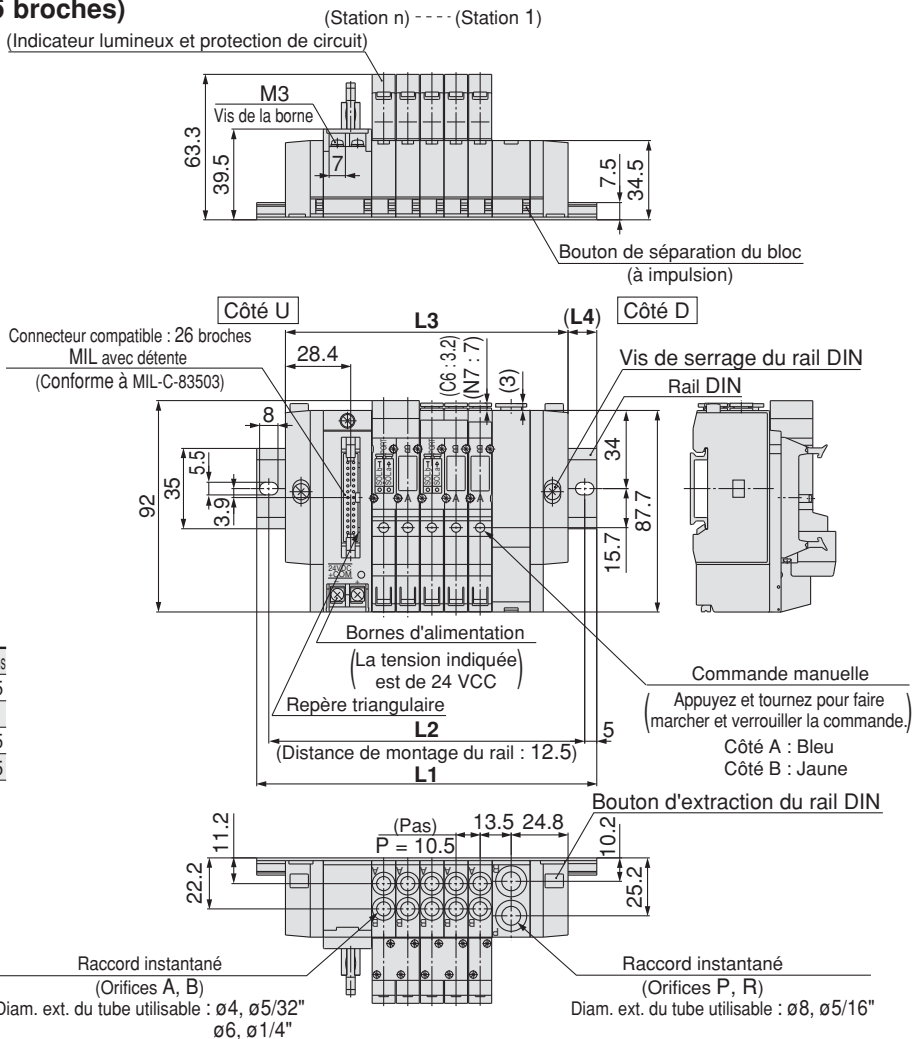 5 broches)
(Station n) ---- (Station 1)
(Indicateur lumineux et protection de circuit)
M3
Vis de la borne
63.3
39.5
7
7.5
34.5
Bouton de séparation du bloc
(à impulsion)
Côté U
L3
(L4)
Côté D
Connecteur compatible : 26 broches
MIL avec détente
(Conforme à MIL-C-83503)
28.4
(C6 : 3.2)
(N7 : 7)
(3)
Vis de serrage du rail DIN
Rail DIN
8
5.5
35
3.9
92
34
15.7
87.7
24VDC
+COM
Bornes d'alimentation
(La tension indiquée
est de 24 VCC)
Repère triangulaire
Commande manuelle
(Appuyez et tournez pour faire
marcher et verrouiller la commande.)
Côté A : Bleu
Côté B : Jaune
L2
5
(Distance de montage du rail : 12.5)
L1
Bouton d'extraction du rail DIN
11.2
22.2
(Pas)
P = 10.5
13.5
24.8
10.2
25.2
Raccord instantané
(Orifices A, B)
Diam. ext. du tube utilisable : ø4, ø5/32"
ø6, ø1/4"
Raccord instantané
(Orifices P, R)
Diam. ext. du tube utilisable : ø8, ø5/16"